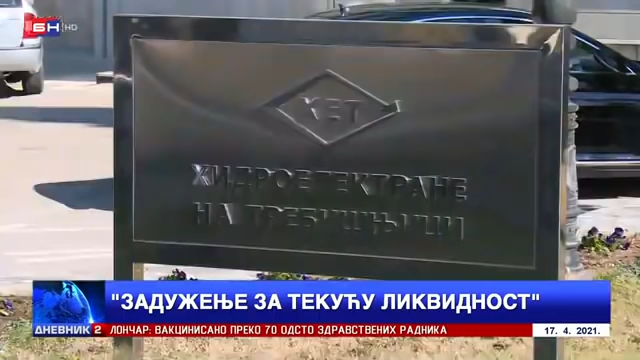 БН HD
ХЕТ
ХИДРОЕЛЕКТРАНЕ
НА ТРЕБИШЊИЦИ
"ЗАДУЖЕЊЕ ЗА ТЕКУЋУ ЛИКВИДНОСТ"
ДНЕВНИК 2
ЛОНЧАР: ВАКЦИНИСАНО ПРЕКО 70 ОДСТО ЗДРАВСТВЕНИХ РАДНИКА
17. 4. 2021.